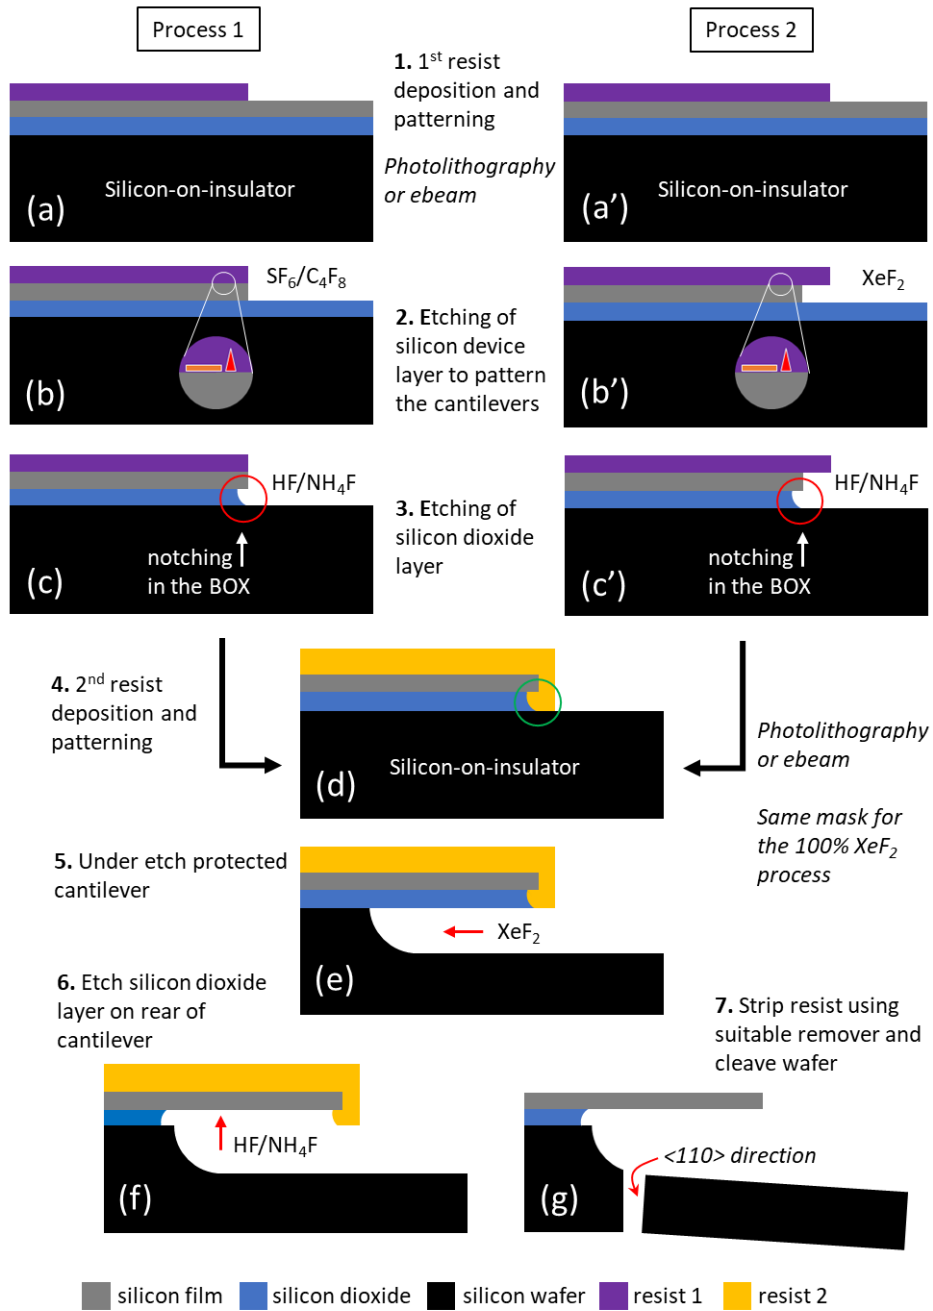 Process 1
Process 2
1. 1st resist
deposition and
patterning
Photolithography
or ebeam
Silicon-on-insulator
(a)
Silicon-on-insulator
(a’)
SF6/C4F8
(b)
2. Etching of
silicon device
layer to pattern
the cantilevers
XeF2
(b’)
HF/NH4F
notching
in the BOX
(c)
3. Etching of
silicon dioxide
layer
HF/NH4F
notching
in the BOX
(c’)
4. 2nd resist
deposition and
patterning
Silicon-on-insulator
(d)
Photolithography
or ebeam
Same mask for
the 100% XeF2
process
5. Under etch protected
cantilever
XeF2
(e)
6. Etch silicon dioxide
layer on rear of
cantilever
HF/NH4F
(f)
7. Strip resist using
suitable remover and
cleave wafer
<110> direction
(g)
silicon film silicon dioxide silicon wafer resist 1 resist 2